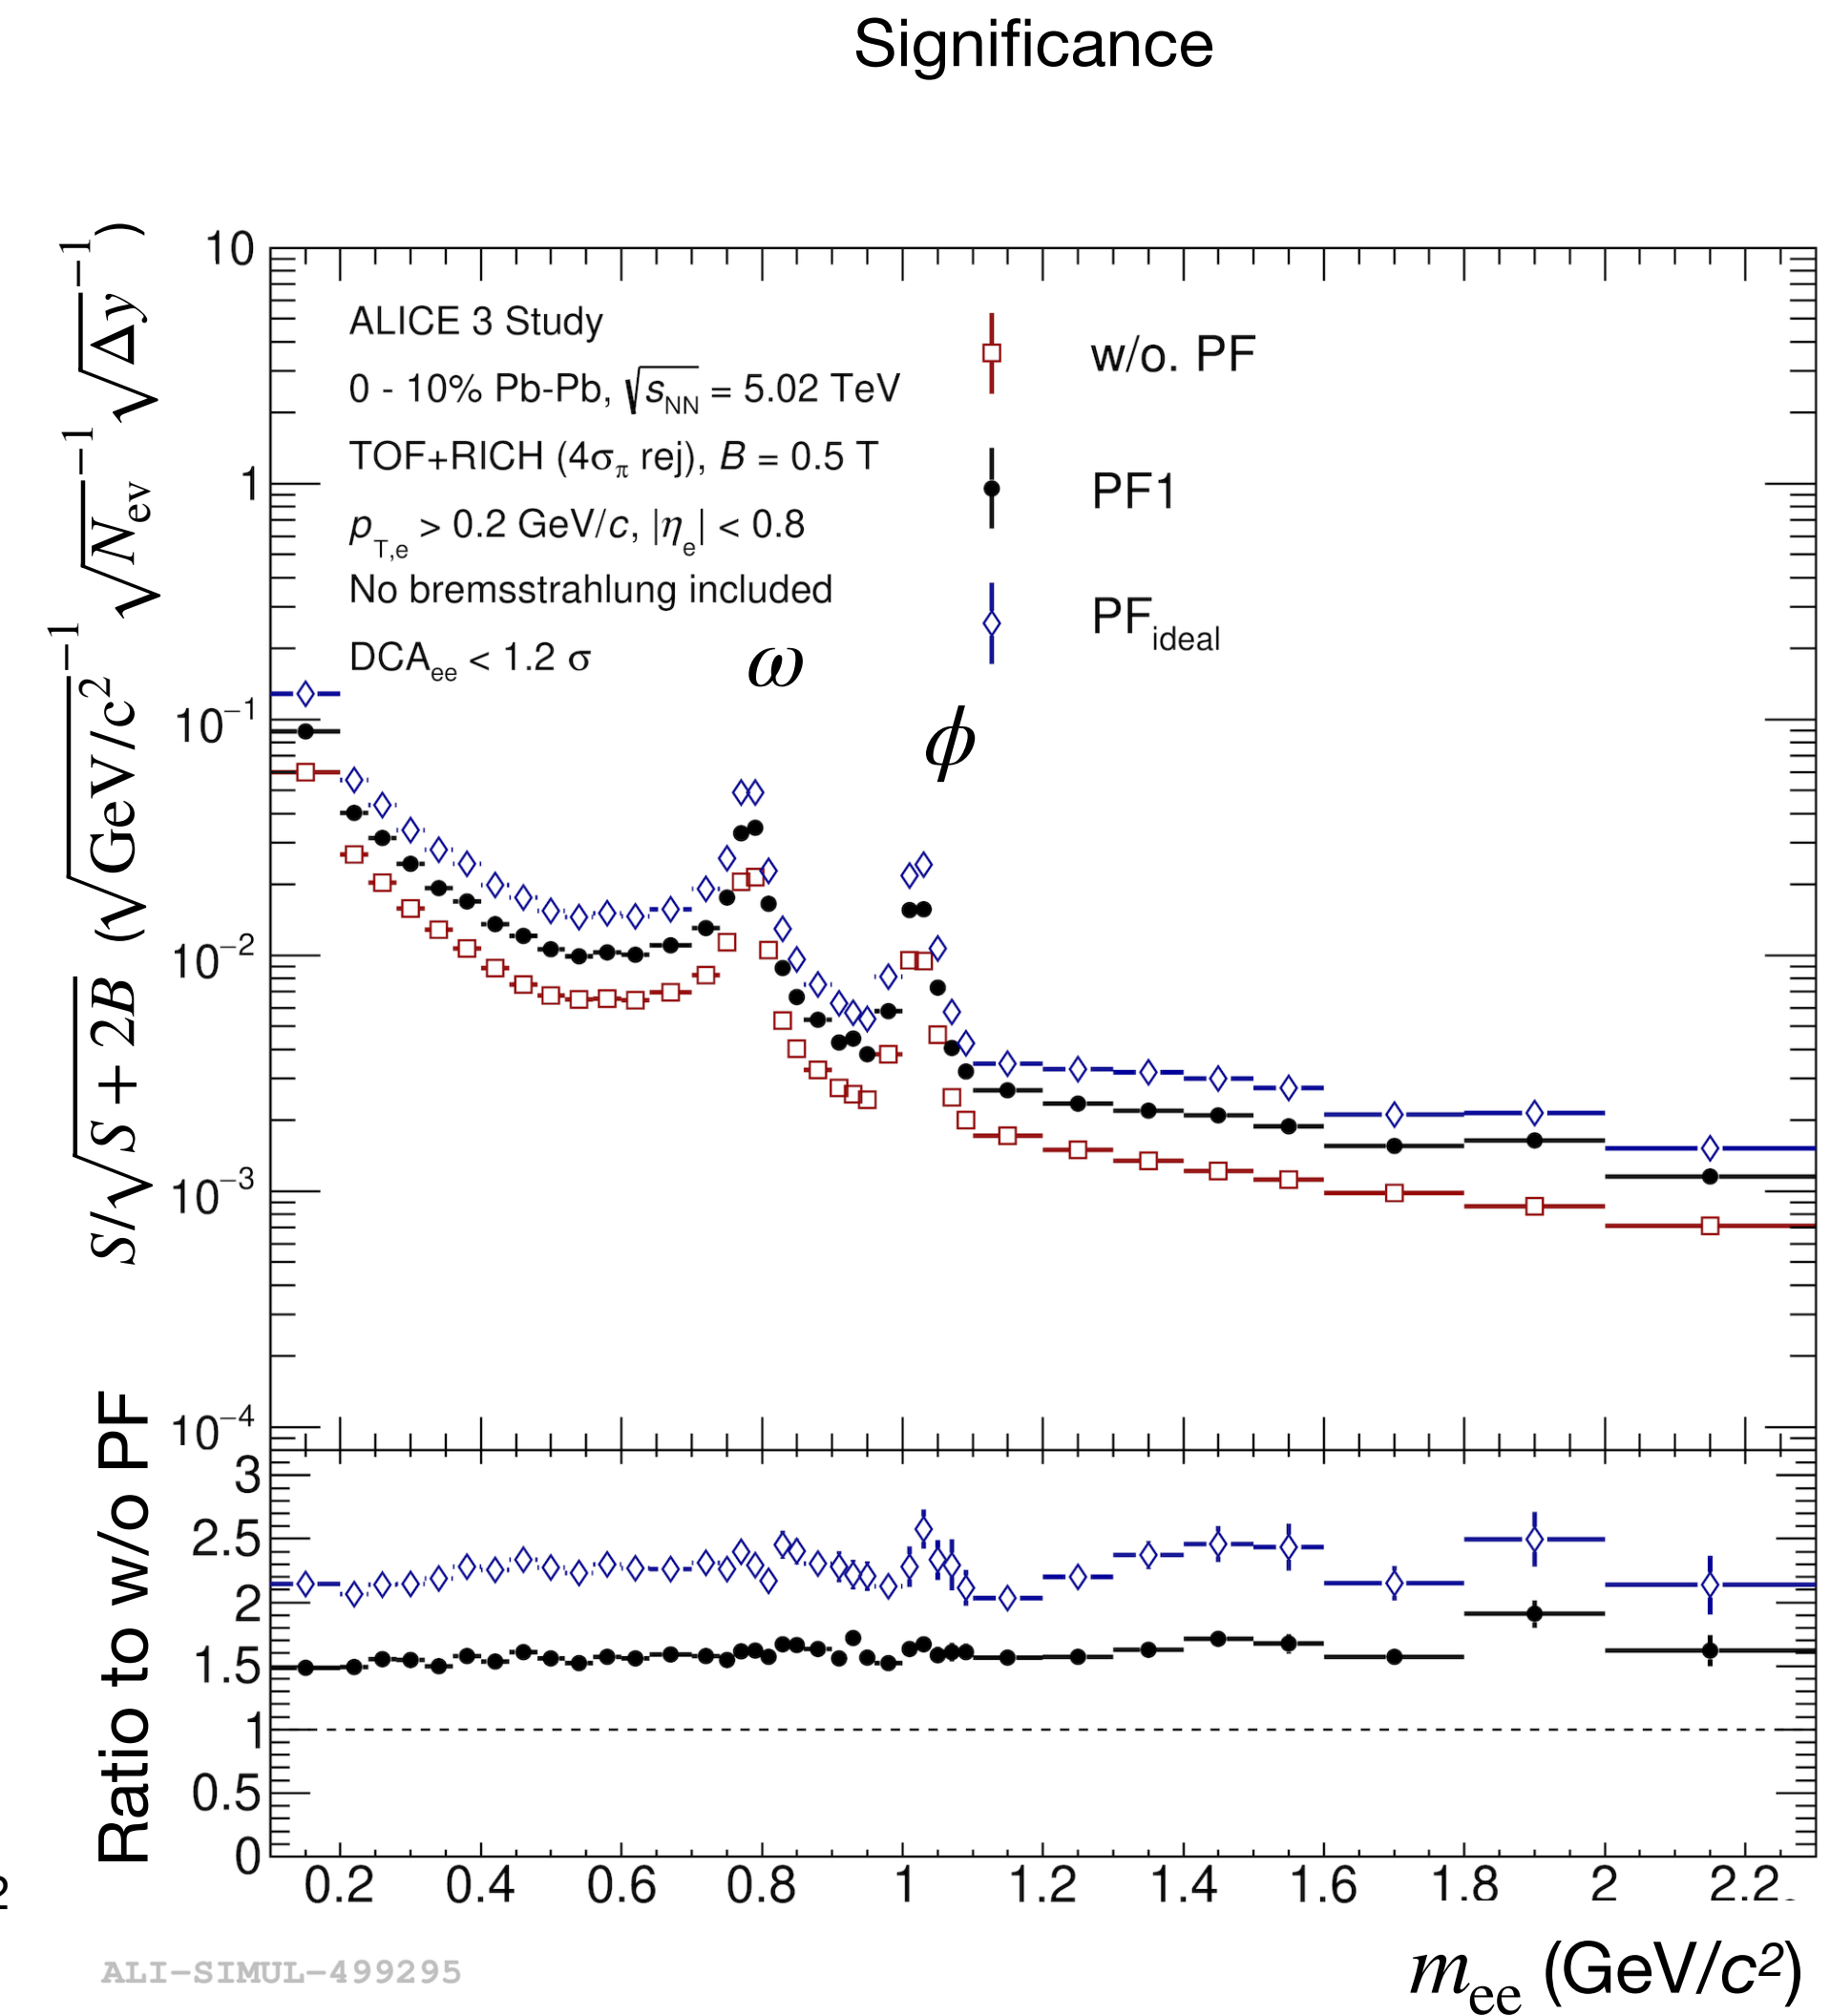 Significance
S/√S + 2B (√GeV/c²⁻¹ √Nev⁻¹ √Δy⁻¹)
10
1
10⁻¹
10⁻²
10⁻³
10⁻⁴
ALICE 3 Study
0 - 10% Pb-Pb, √sNN = 5.02 TeV
TOF+RICH (4σπ rej), B = 0.5 T
pT,e > 0.2 GeV/c, |ηe| < 0.8
No bremsstrahlung included
DCAee < 1.2 σ
w/o. PF
PF1
PFideal
ω
ϕ
Ratio to w/o PF
3
2.5
2
1.5
1
0.5
0
0.2 0.4 0.6 0.8 1 1.2 1.4 1.6 1.8 2 2.2
mee (GeV/c²)
ALI-SIMUL-499295